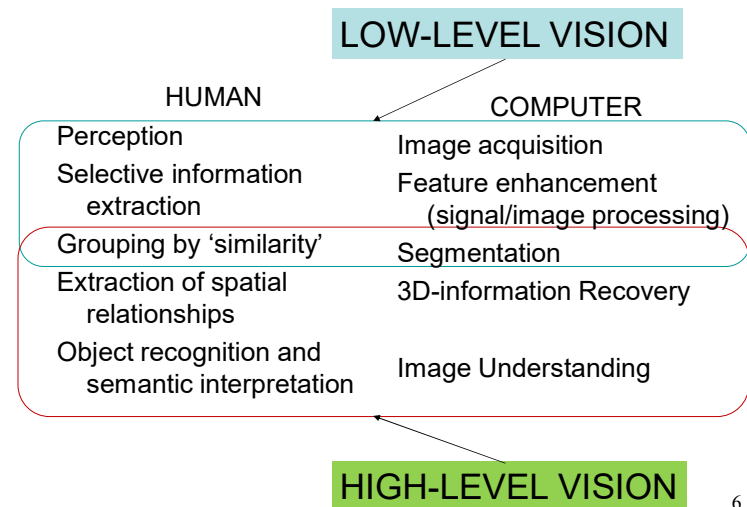 LOW-LEVEL VISION
HUMAN
COMPUTER
Perception
Image acquisition
Selective information
extraction
Feature enhancement
(signal/image processing)
Grouping by ‘similarity’
Segmentation
Extraction of spatial
relationships
3D-information Recovery
Object recognition and
semantic interpretation
Image Understanding
HIGH-LEVEL VISION
6